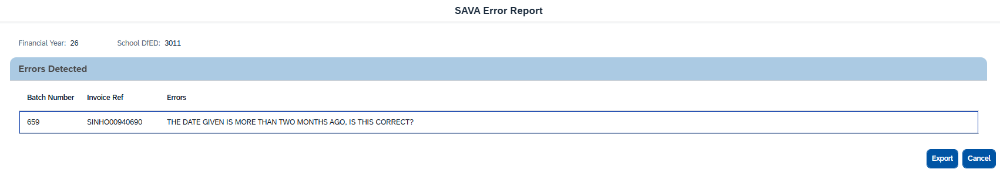 SAVA Error Report
Financial Year: 26 School DfED: 3011
Errors Detected
Batch Number Invoice Ref Errors
659 SINHO00940690 THE DATE GIVEN IS MORE THAN TWO MONTHS AGO, IS THIS CORRECT?
Export Cancel